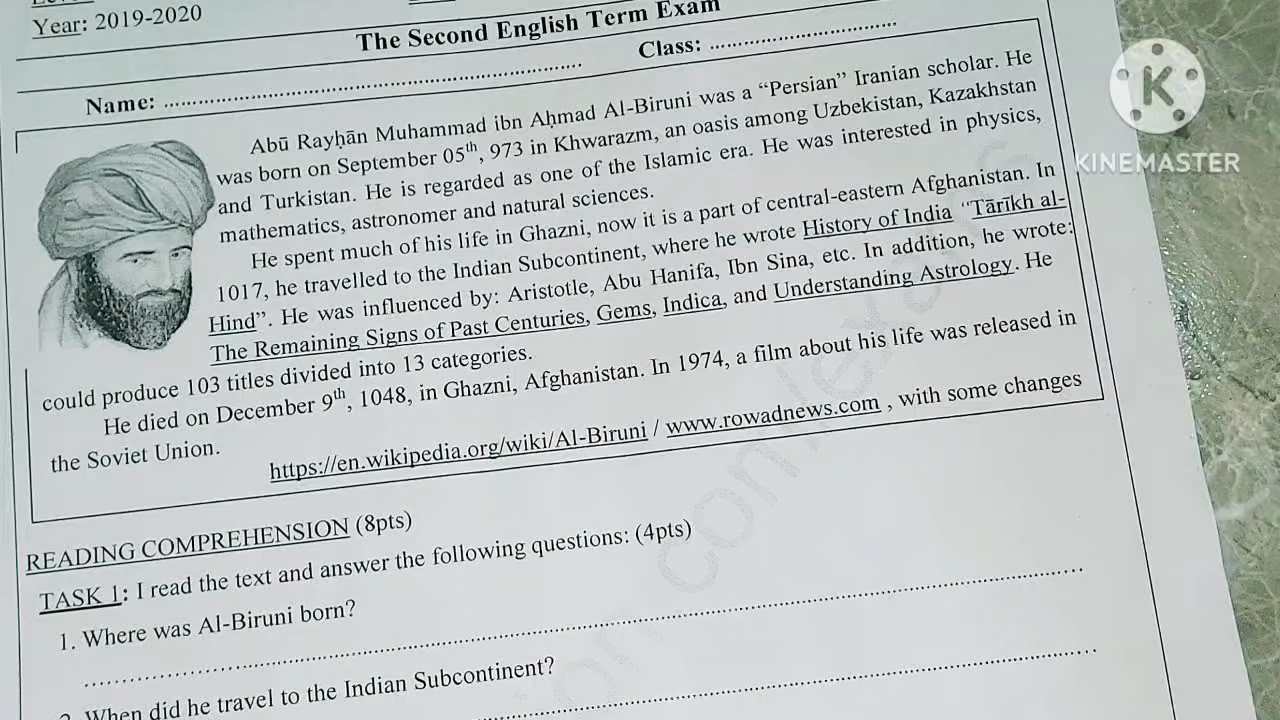 Year: 2019-2020
The Second English Term Exam
Name: ........................................................................ Class: ................................
Abū Rayḥān Muhammad ibn Aḥmad Al-Biruni was a “Persian” Iranian scholar. He
was born on September 05th, 973 in Khwarazm, an oasis among Uzbekistan, Kazakhstan
and Turkistan. He is regarded as one of the Islamic era. He was interested in physics,
mathematics, astronomer and natural sciences.
He spent much of his life in Ghazni, now it is a part of central-eastern Afghanistan. In
1017, he travelled to the Indian Subcontinent, where he wrote History of India “Tārīkh al-
Hind”. He was influenced by: Aristotle, Abu Hanifa, Ibn Sina, etc. In addition, he wrote:
The Remaining Signs of Past Centuries, Gems, Indica, and Understanding Astrology. He
could produce 103 titles divided into 13 categories.
He died on December 9th, 1048, in Ghazni, Afghanistan. In 1974, a film about his life was released in
the Soviet Union.
https://en.wikipedia.org/wiki/Al-Biruni / www.rowadnews.com , with some changes
READING COMPREHENSION (8pts)
TASK 1: I read the text and answer the following questions: (4pts)
1. Where was Al-Biruni born?
2. When did he travel to the Indian Subcontinent?
K
KINEMASTER